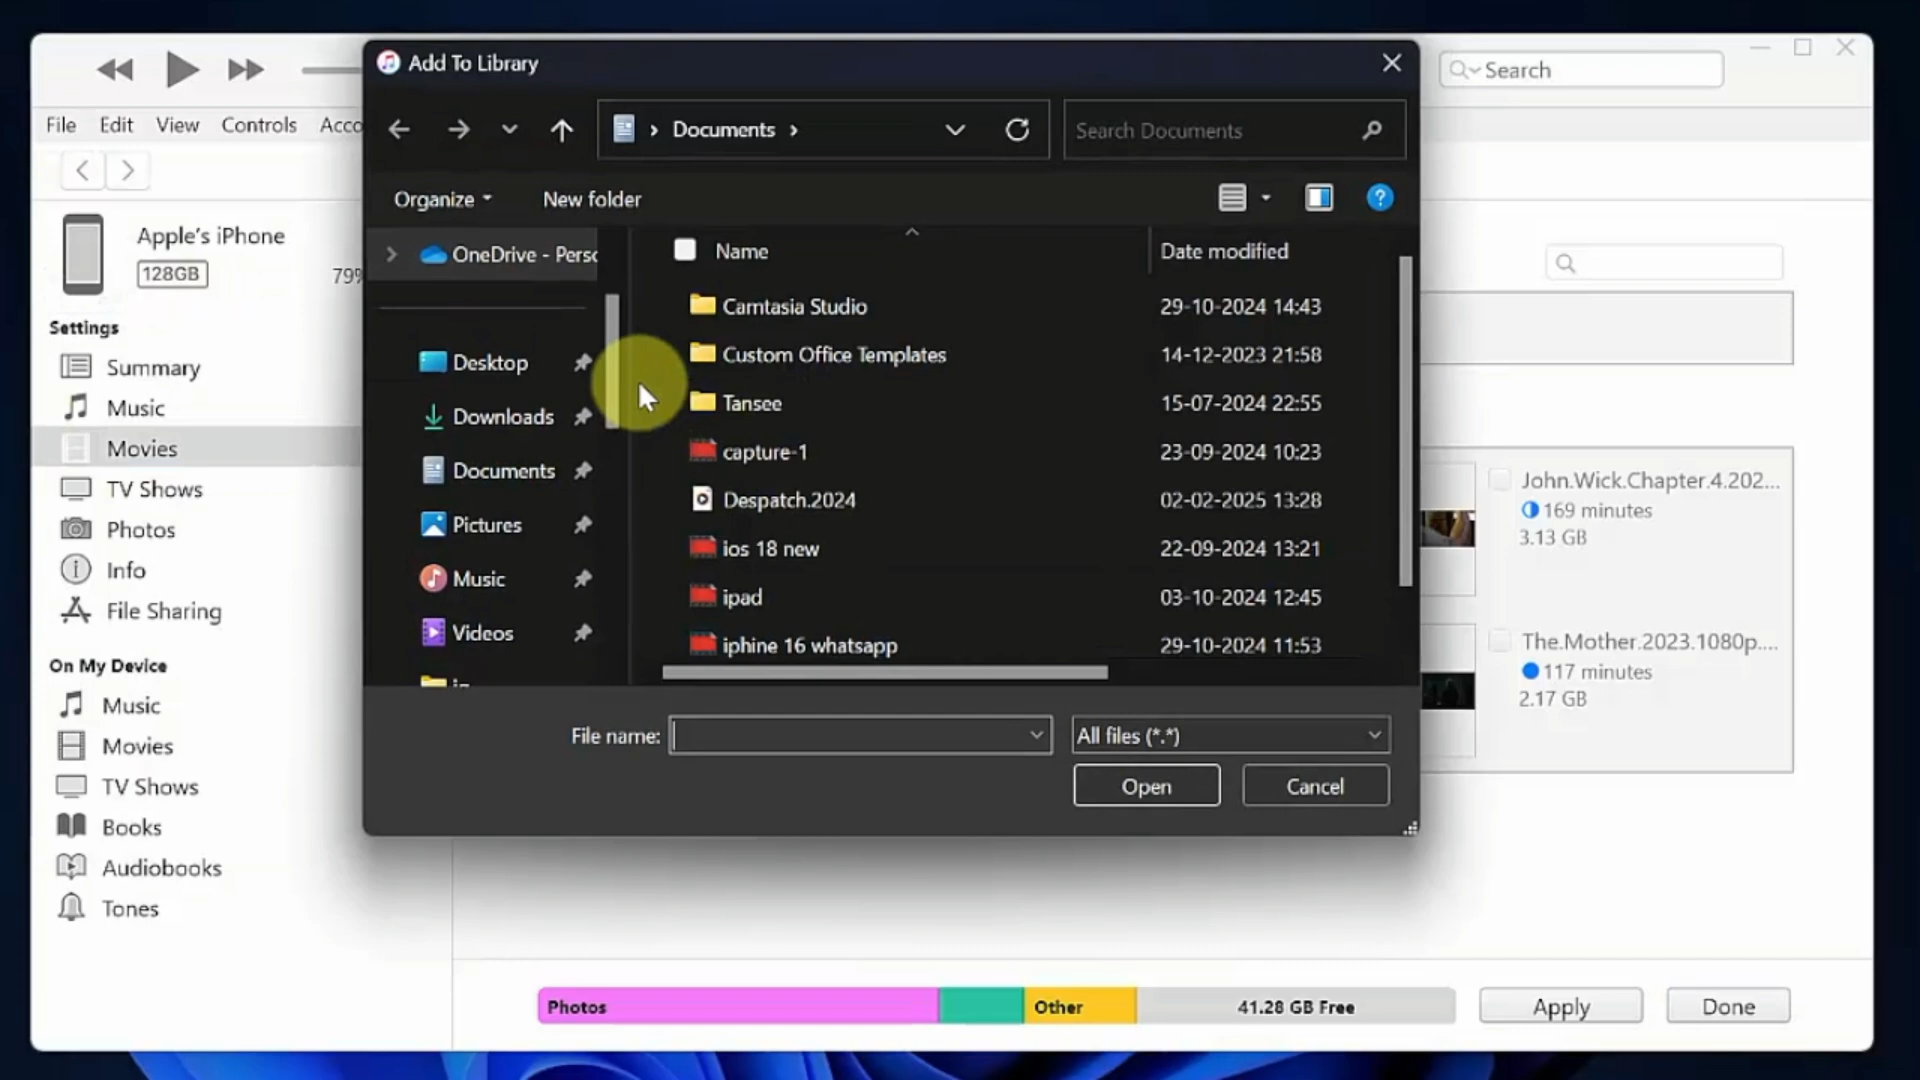 Add To Library
Search
File Edit View Controls Acco
Documents
Search Documents
Organize
New folder
Apple's iPhone
128GB
79%
OneDrive - Perso
Name
Date modified
Camtasia Studio
29-10-2024 14:43
Custom Office Templates
14-12-2023 21:58
Tansee
15-07-2024 22:55
capture-1
23-09-2024 10:23
Despatch.2024
02-02-2025 13:28
ios 18 new
22-09-2024 13:21
ipad
03-10-2024 12:45
iphine 16 whatsapp
29-10-2024 11:53
Desktop
Downloads
Documents
Pictures
Music
Videos
Settings
Summary
Music
Movies
TV Shows
Photos
Info
File Sharing
On My Device
Music
Movies
TV Shows
Books
Audiobooks
Tones
File name:
All files (*.*)
Open
Cancel
John.Wick.Chapter.4.202...
169 minutes
3.13 GB
The.Mother.2023.1080p....
117 minutes
2.17 GB
Photos
Other
41.28 GB Free
Apply
Done